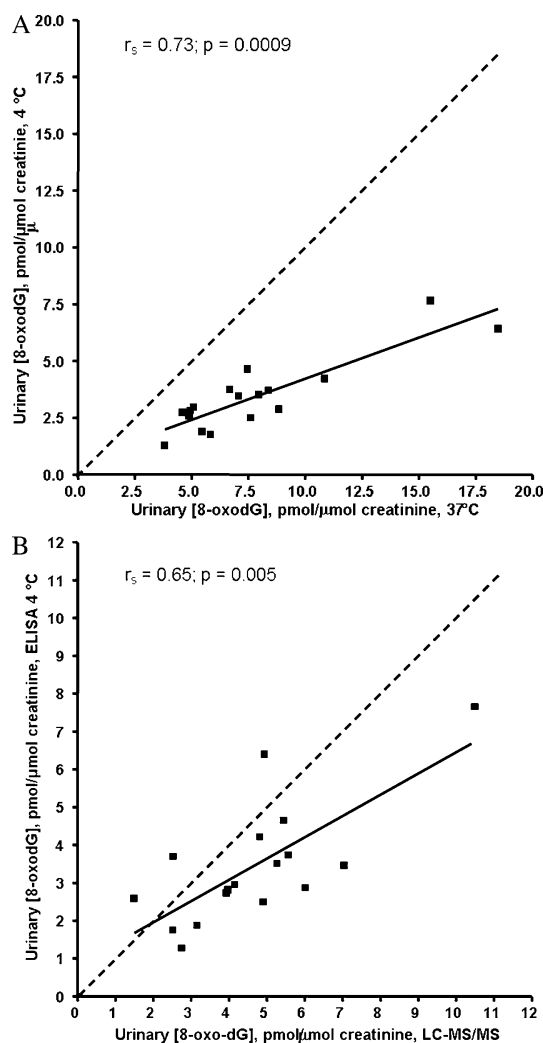 A
r_s = 0.73; p = 0.0009
Urinary [8-oxodG], pmol/μmol creatinie, 4 °C
20.0
17.5
15.0
12.5
10.0
7.5
5.0
2.5
0.0
0.0 2.5 5.0 7.5 10.0 12.5 15.0 17.5 20.0
Urinary [8-oxodG], pmol/μmol creatinine, 37°C
B
r_s = 0.65; p = 0.005
Urinary [8-oxodG], pmol/μmol creatinine, ELISA 4 °C
12
11
10
9
8
7
6
5
4
3
2
1
0
0 1 2 3 4 5 6 7 8 9 10 11 12
Urinary [8-oxo-dG], pmol/μmol creatinine, LC-MS/MS